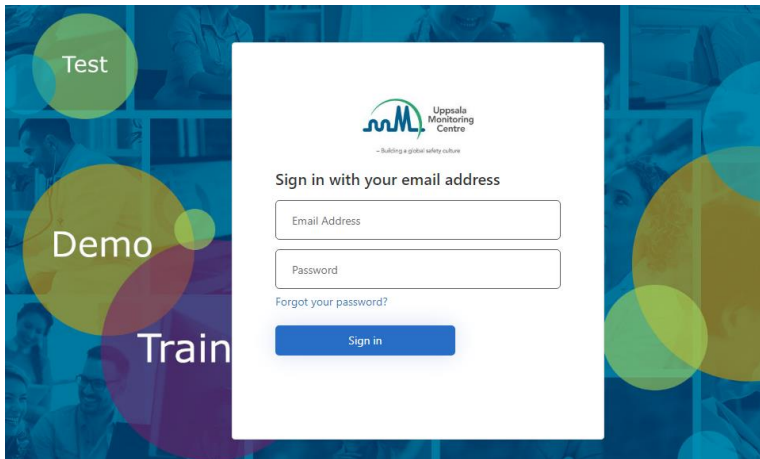 Test
Demo
Train
Uppsala
Monitoring
Centre
– Building a global safety culture
Sign in with your email address
Email Address
Password
Forgot your password?
Sign in